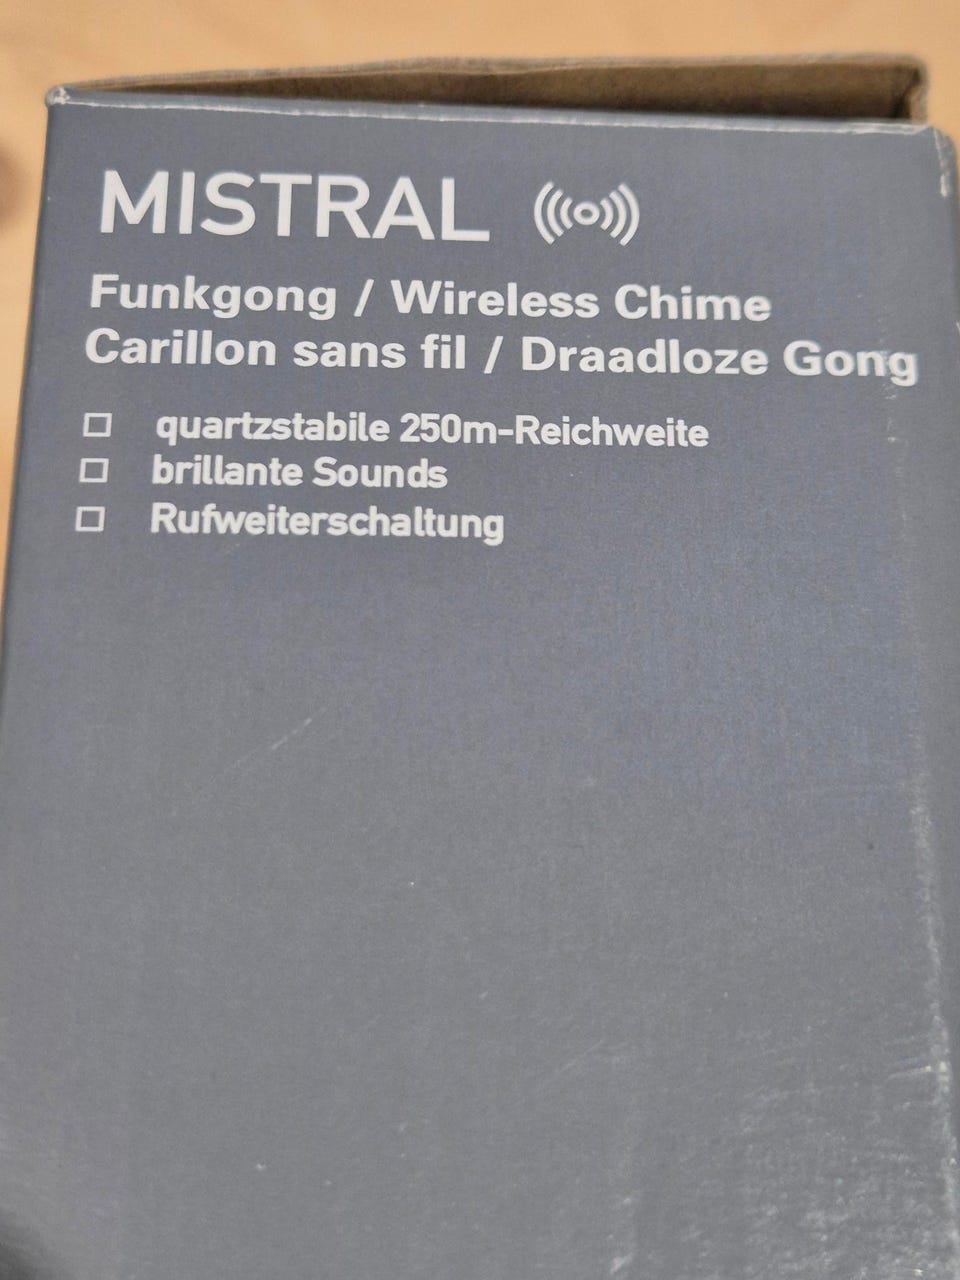 MISTRAL
Funkgong / Wireless Chime
Carillon sans fil / Draadloze Gong
quartzstabile 250m-Reichweite
brillante Sounds
Rufweiterschaltung